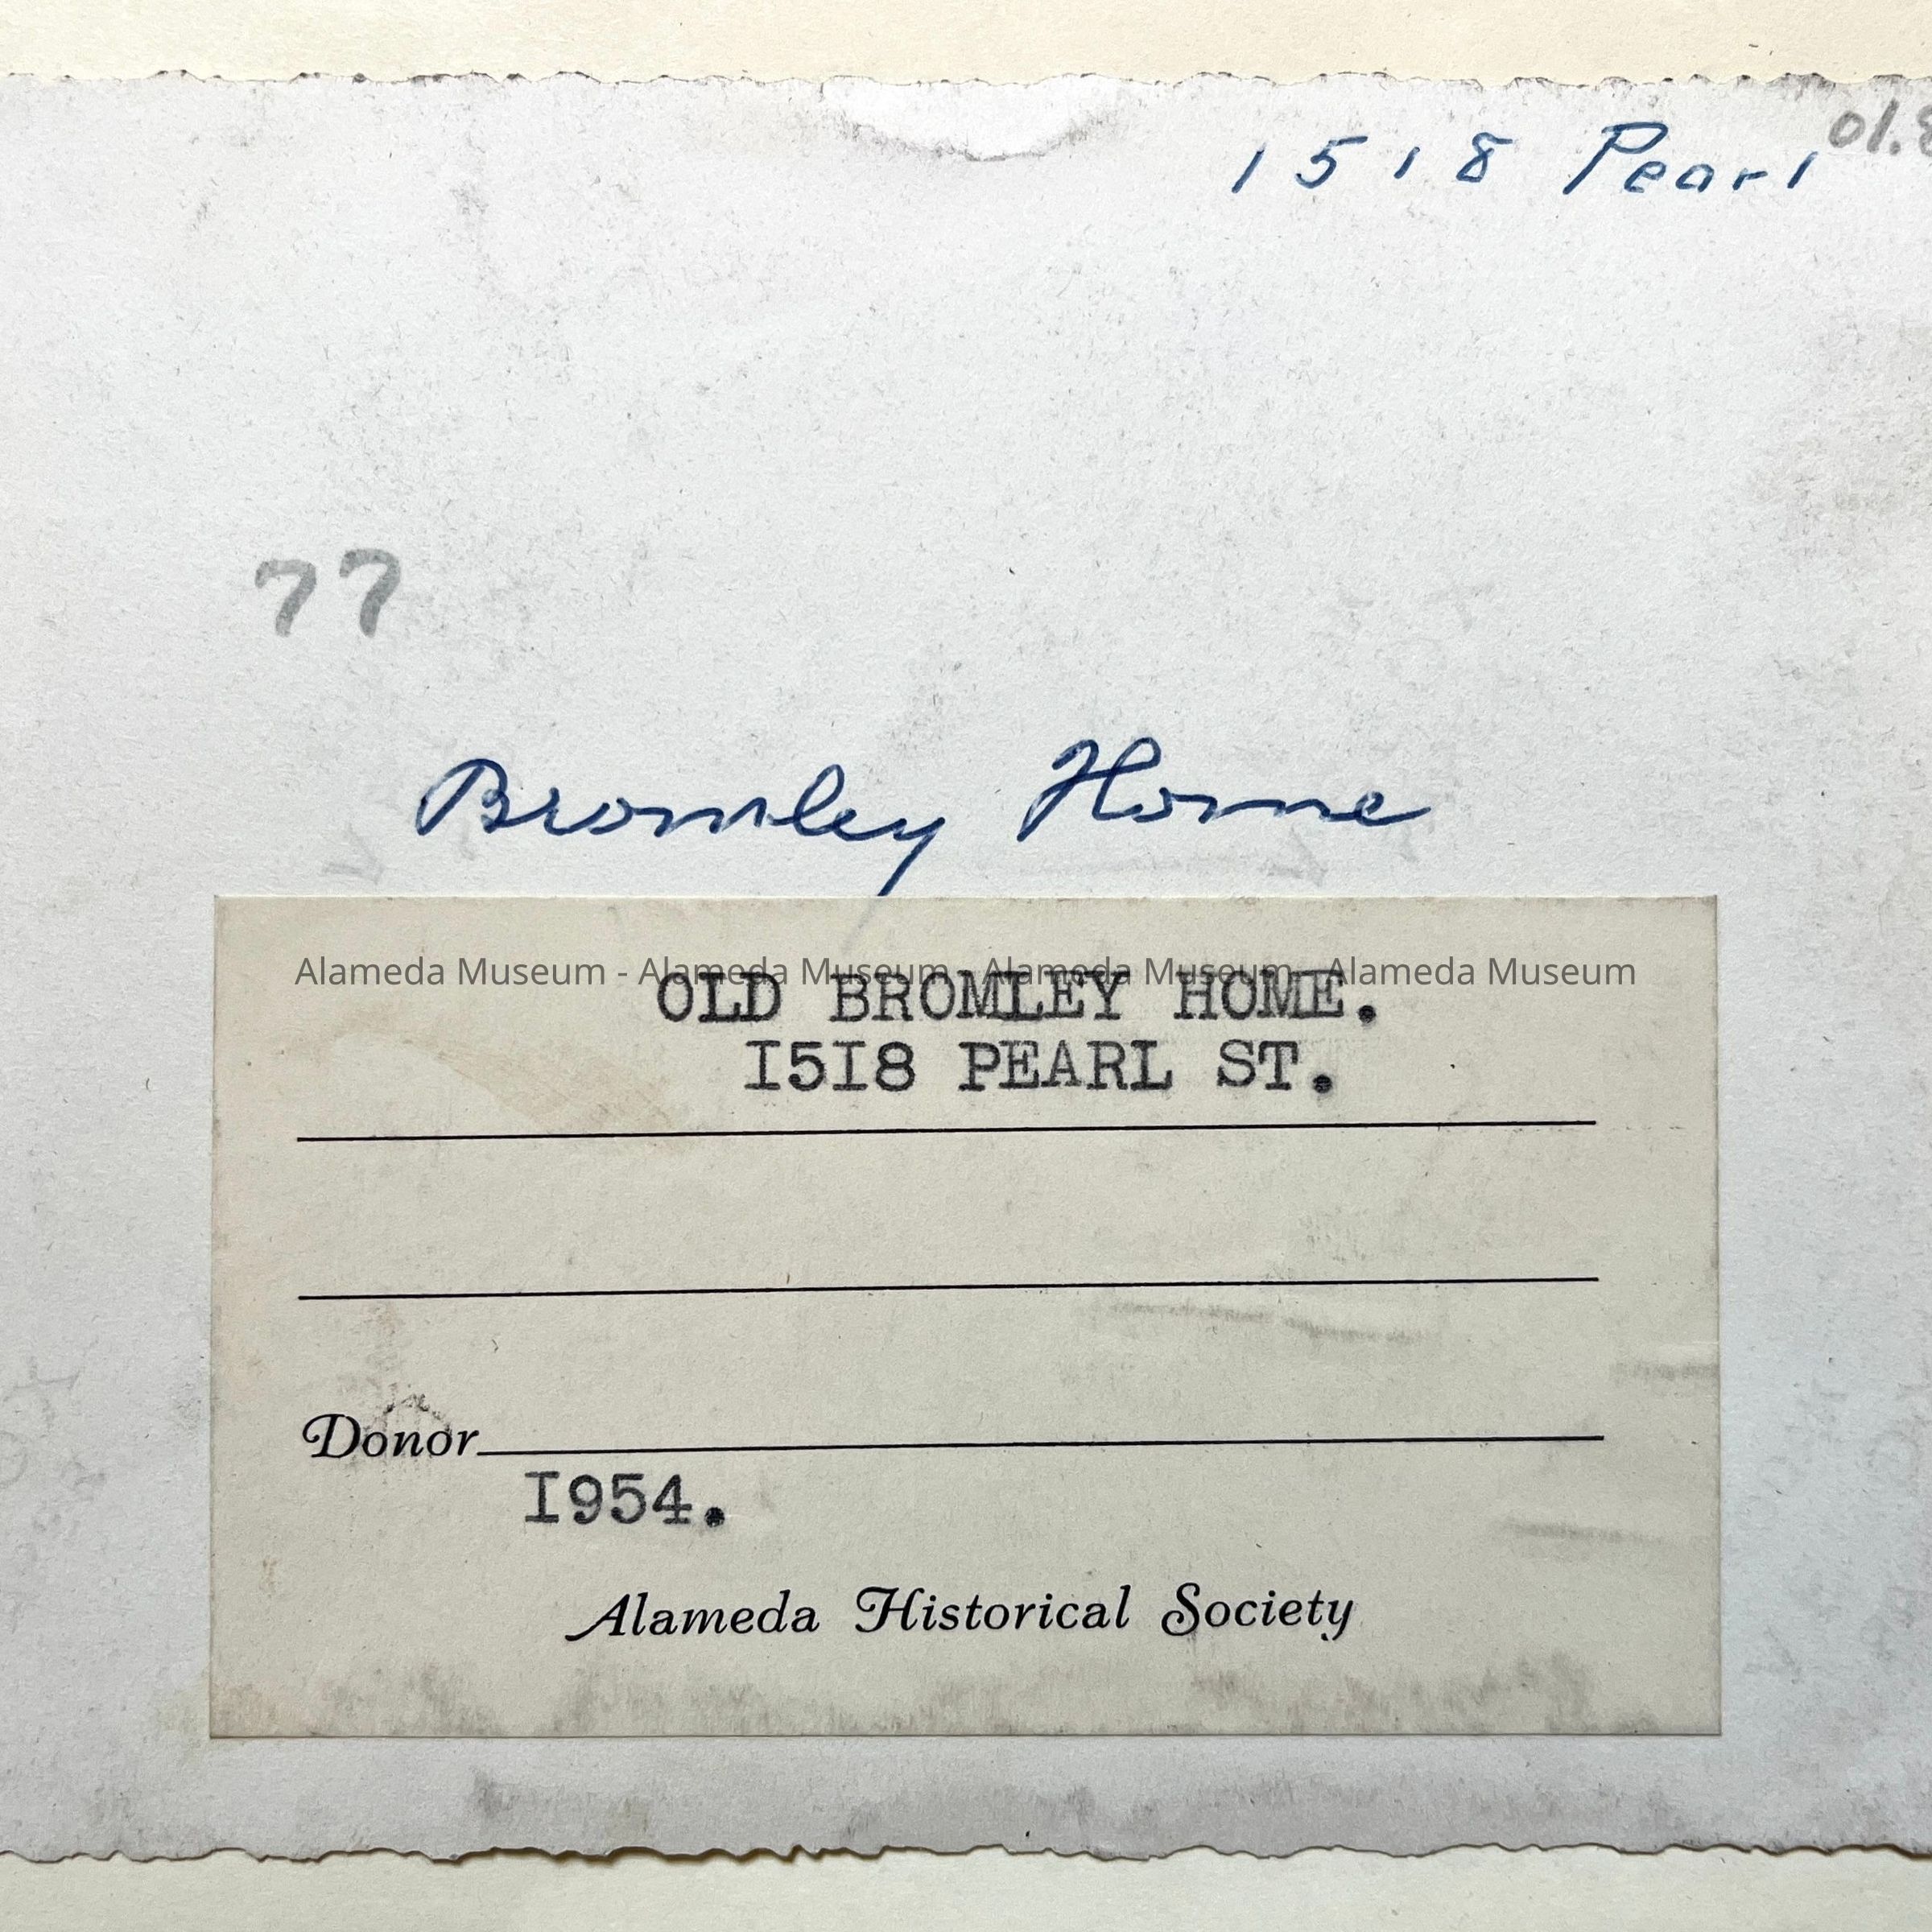 1518 Pearl
77
Bromley Home
Alameda Museum - Alameda Museum - Alameda Museum - Alameda Museum
OLD BROMLEY HOME.
I5I8 PEARL ST.
Donor
I954.
Alameda Historical Society